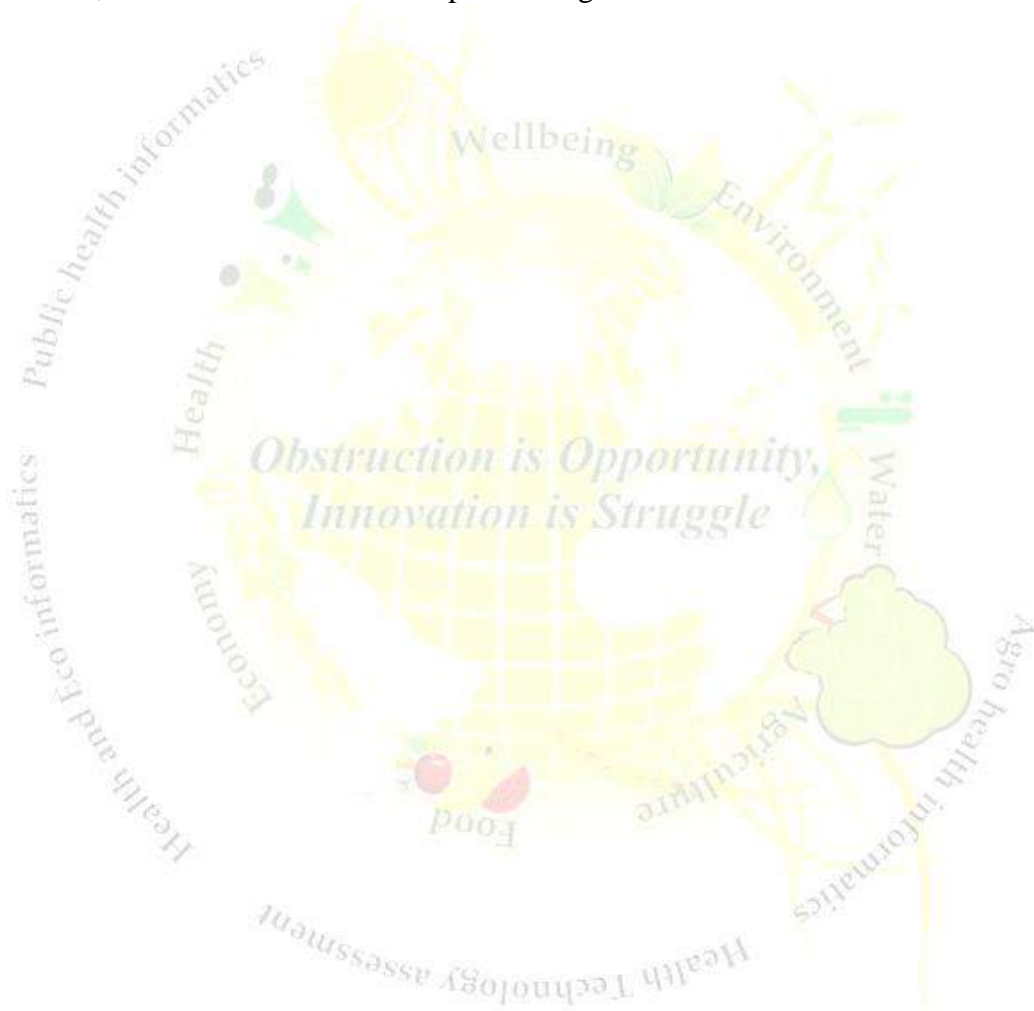 Public health informatics
Wellbeing
Environment
Health
Obstruction is Opportunity,
Innovation is Struggle
Water
Economy
Agriculture
Food
Health and Eco informatics
Agro health informatics
Health Technology assessment